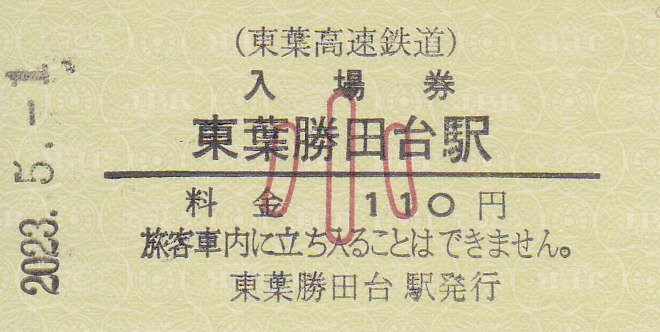 (東葉高速鉄道)
入場券
東葉勝田台駅
小
料金 110円
旅客車内に立ち入ることはできません。
東葉勝田台駅発行
2023. 5. -1